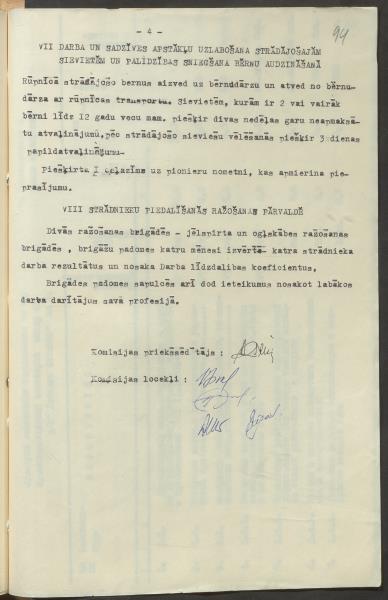 - 4 -
94
VII DARBA UN SADZĪVES APSTĀKĻU UZLABOŠANA STRĀDĀJOŠAJĀM
SIEVIETĒM UN PALĪDZĪBAS SNIEGŠANA BĒRNU AUDZINĀŠANĀ
Rūpnīcā strādājošo bērnus aizved uz bērnudārzu un atved no bērnu-
dārza ar rūpnīcas transportu. Sievietēm, kurām ir 2 vai vairāk
bērni līdz 12 gadu vecumam, piešķir divas nedēļas garu neapmaksā-
tu atvaļinājumu, pēc strādājošo sieviešu vēlēšanās piešķir 3 dienas
papildatvaļinājumu.
Piešķirta 1 ceļazīme uz pionieru nometni, kas apmierina pie-
prasījumu.
VIII STRĀDNIEKU PIEDALĪŠANĀS RAŽOŠANAS PĀRVALDĒ
Divās ražošanas brigādēs - jēlspirta un ogļskābes ražošanas
brigādēs , brigāžu padomes katru mēnesi izvērtē katra strādnieka
darba rezultātus un nosaka Darba līdzdalības koeficientus.
Brigādes padomes sapulcēs arī dod ieteikumus nosakot labākos
darba darītājus savā profesijā.
Komisijas priekšsēdētājs :
Komisijas locekļi :